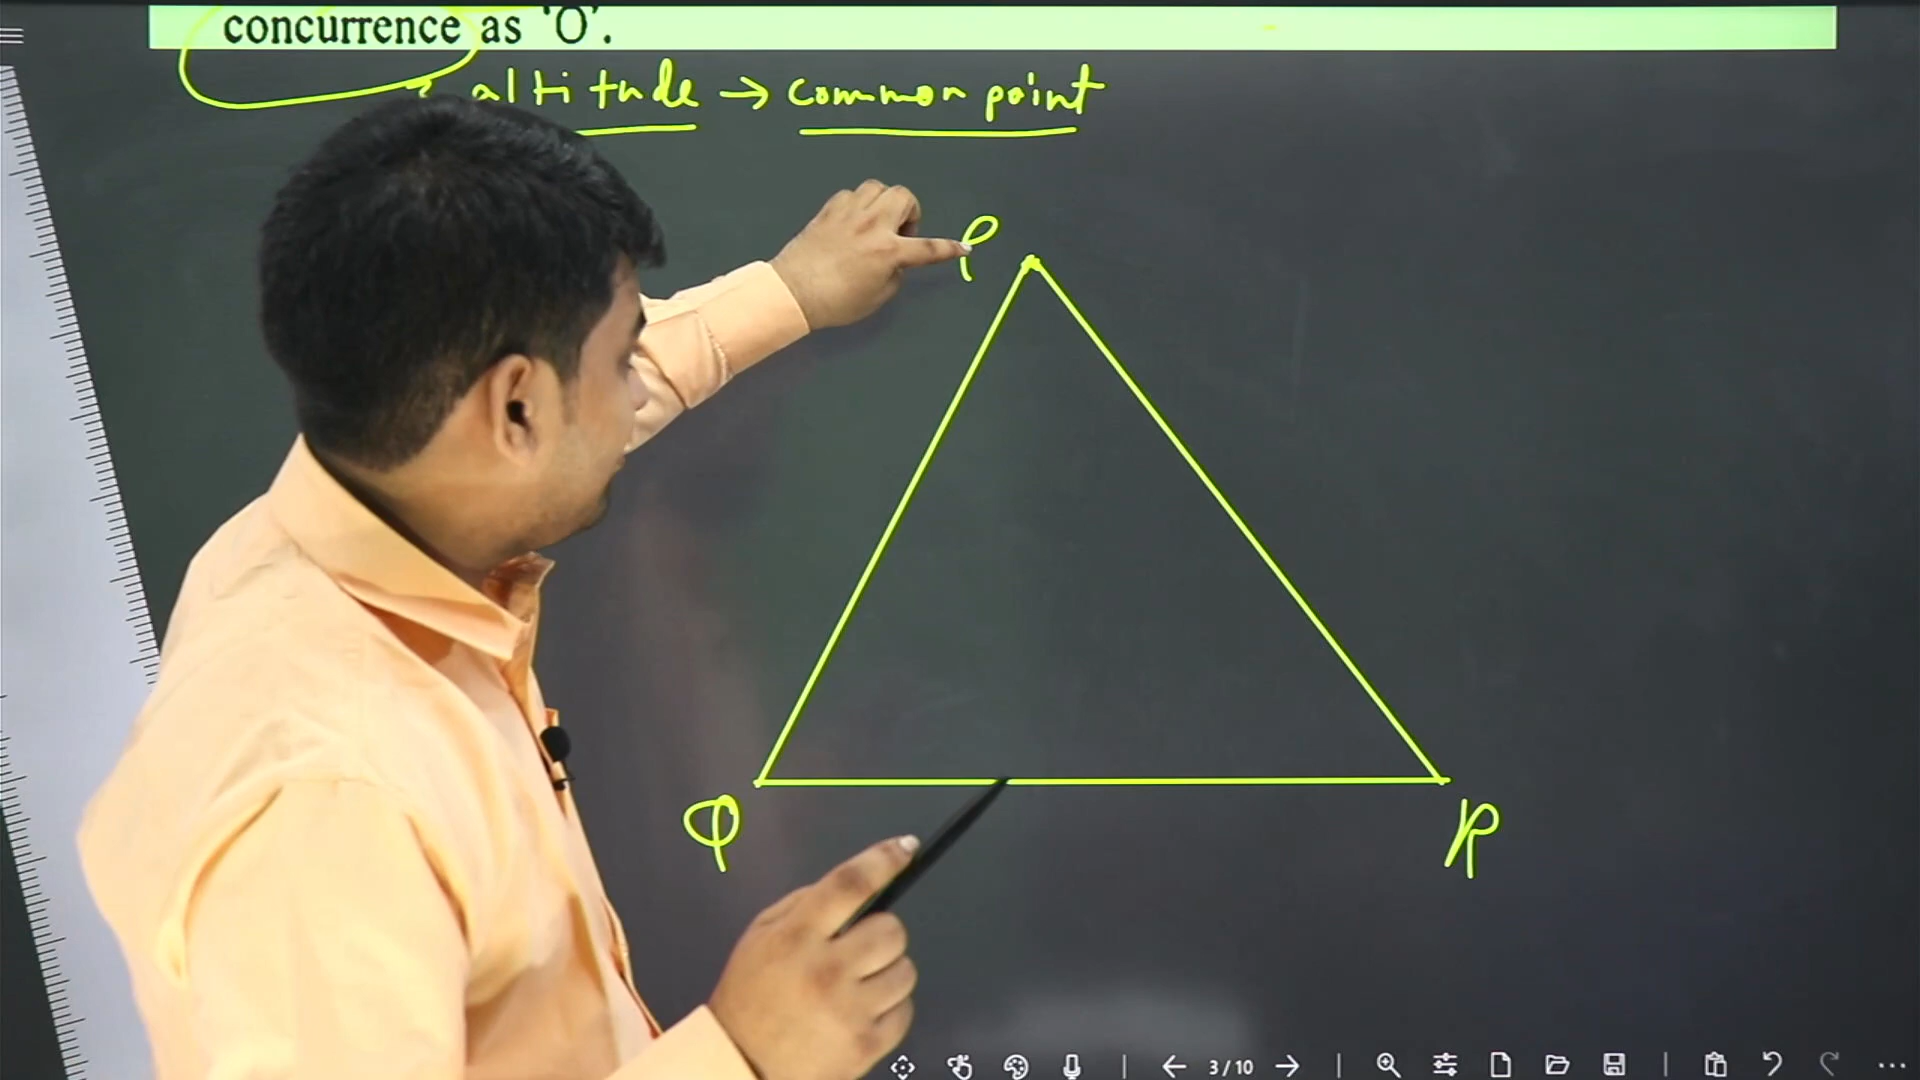 concurrence as 'O'.
altitude → common point
P
Q
R
3/10